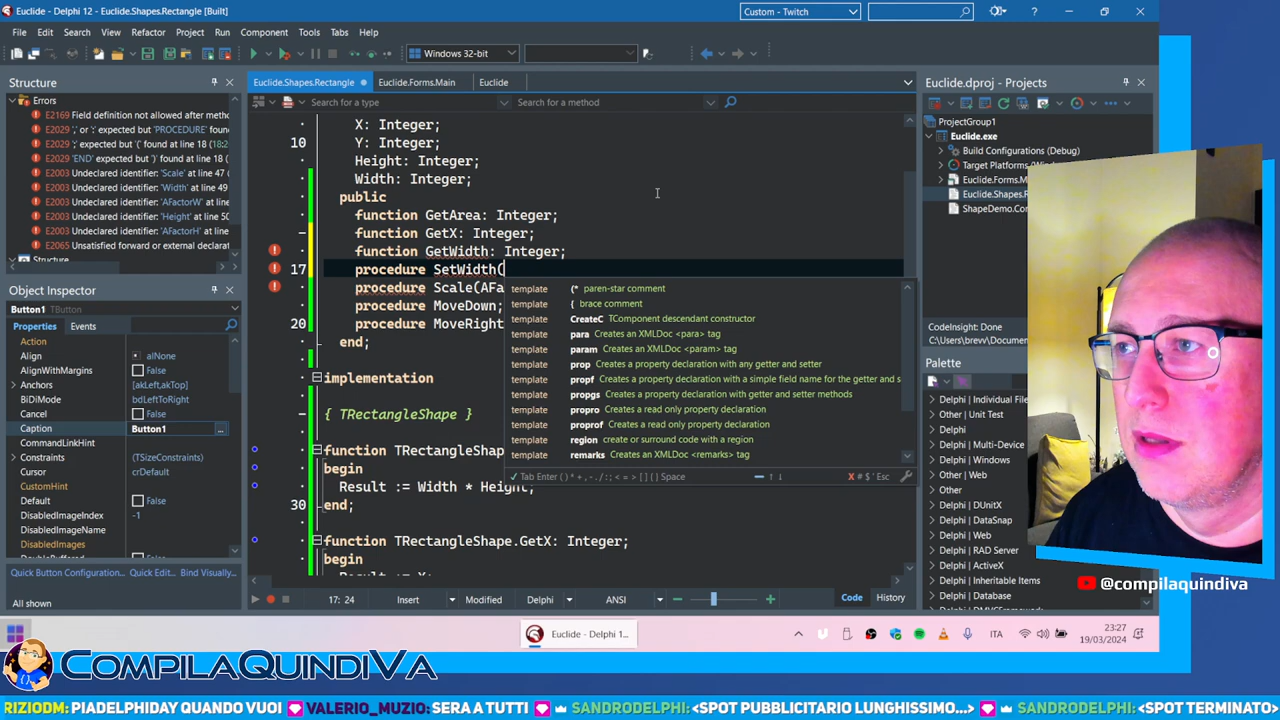 Euclide - Delphi 12 - Euclide.Shapes.Rectangle [Built]
Custom - Twitch
File Edit Search View Refactor Project Run Component Tools Tabs Help
Windows 32-bit
Structure
Errors
E2169 Field definition not allowed after metho
E2029 ',' or ':' expected but 'PROCEDURE' foun
E2029 ';' expected but '(' found at line 18 (18:2
E2029 'END' expected but ')' found at line 18
E2003 Undeclared identifier: 'Scale' at line 47
E2003 Undeclared identifier: 'Width' at line 49
E2003 Undeclared identifier: 'AFactorW'
E2003 Undeclared identifier: 'Height' at line 50
E2003 Undeclared identifier: 'AFactorH'
E2065 Unsatisfied forward or external declarat
Object Inspector
Button1 TButton
Properties Events
Action
Align alNone
AlignWithMargins False
Anchors [akLeft,akTop]
BiDiMode bdLeftToRight
Cancel False
Caption Button1
CommandLinkHint
Constraints (TSizeConstraints)
Cursor crDefault
CustomHint
Default False
DisabledImageIndex -1
DisabledImageName
DisabledImages
Quick Button Configuration... Quick Edit... Bind Visually...
All shown
Euclide.Shapes.Rectangle Euclide.Forms.Main Euclide
Search for a type Search for a method
X: Integer;
10 Y: Integer;
Height: Integer;
Width: Integer;
public
function GetArea: Integer;
function GetX: Integer;
function GetWidth: Integer;
17 procedure SetWidth(
procedure Scale(AFa
procedure MoveDown;
20 procedure MoveRight
end;
template (* paren-star comment
template { brace comment
template CreateC TComponent descendant constructor
template para Creates an XMLDoc <para> tag
template param Creates an XMLDoc <param> tag
template prop Creates a property declaration with any getter and setter
template propf Creates a property declaration with a simple field name for the getter and s
template propgs Creates a property declaration with getter and setter methods
template propro Creates a read only property declaration
template proprof Creates a read only property declaration
template region create or surround code with a region
template remarks Creates an XMLDoc <remarks> tag
implementation
{ TRectangleShape }
function TRectangleShap
begin
Result := Width * Height;
30 end;
function TRectangleShape.GetX: Integer;
begin
17: 24 Insert Modified Delphi ANSI Code History
Euclide.dproj - Projects
ProjectGroup1
Euclide.exe
Build Configurations (Debug)
Target Platforms (Window
Euclide.Forms.M
Euclide.Shapes.R
ShapeDemo.Con
CodeInsight: Done
C:\Users\brevv\Documen
Palette
Delphi | Individual File
Other | Unit Test
Delphi
Delphi | Multi-Device
Delphi | Windows
Other | Web
Other
Delphi | DUnitX
Delphi | DataSnap
Delphi | Web
Delphi | RAD Server
Delphi | ActiveX
Delphi | Inheritable Items
Delphi | Database
@compilaquindiva
Euclide - Delphi 1...
ITA
23:27
19/03/2024
COMPILAQUINDIVA
RIZIODM: PIADELPHIDAY QUANDO VUOI VALERIO_MUZIO: SERA A TUTTI SANDRODELPHI: <SPOT PUBBLICITARIO LUNGHISSIMO...> SANDRODELPHI: <SPOT TERMINATO>